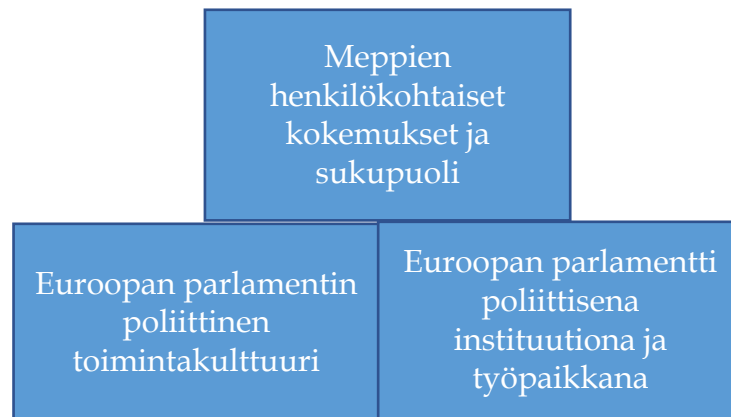 Meppien
henkilökohtaiset
kokemukset ja
sukupuoli
Euroopan parlamentin
poliittinen
toimintakulttuuri
Euroopan parlamentti
poliittisena
instituutiona ja
työpaikkana